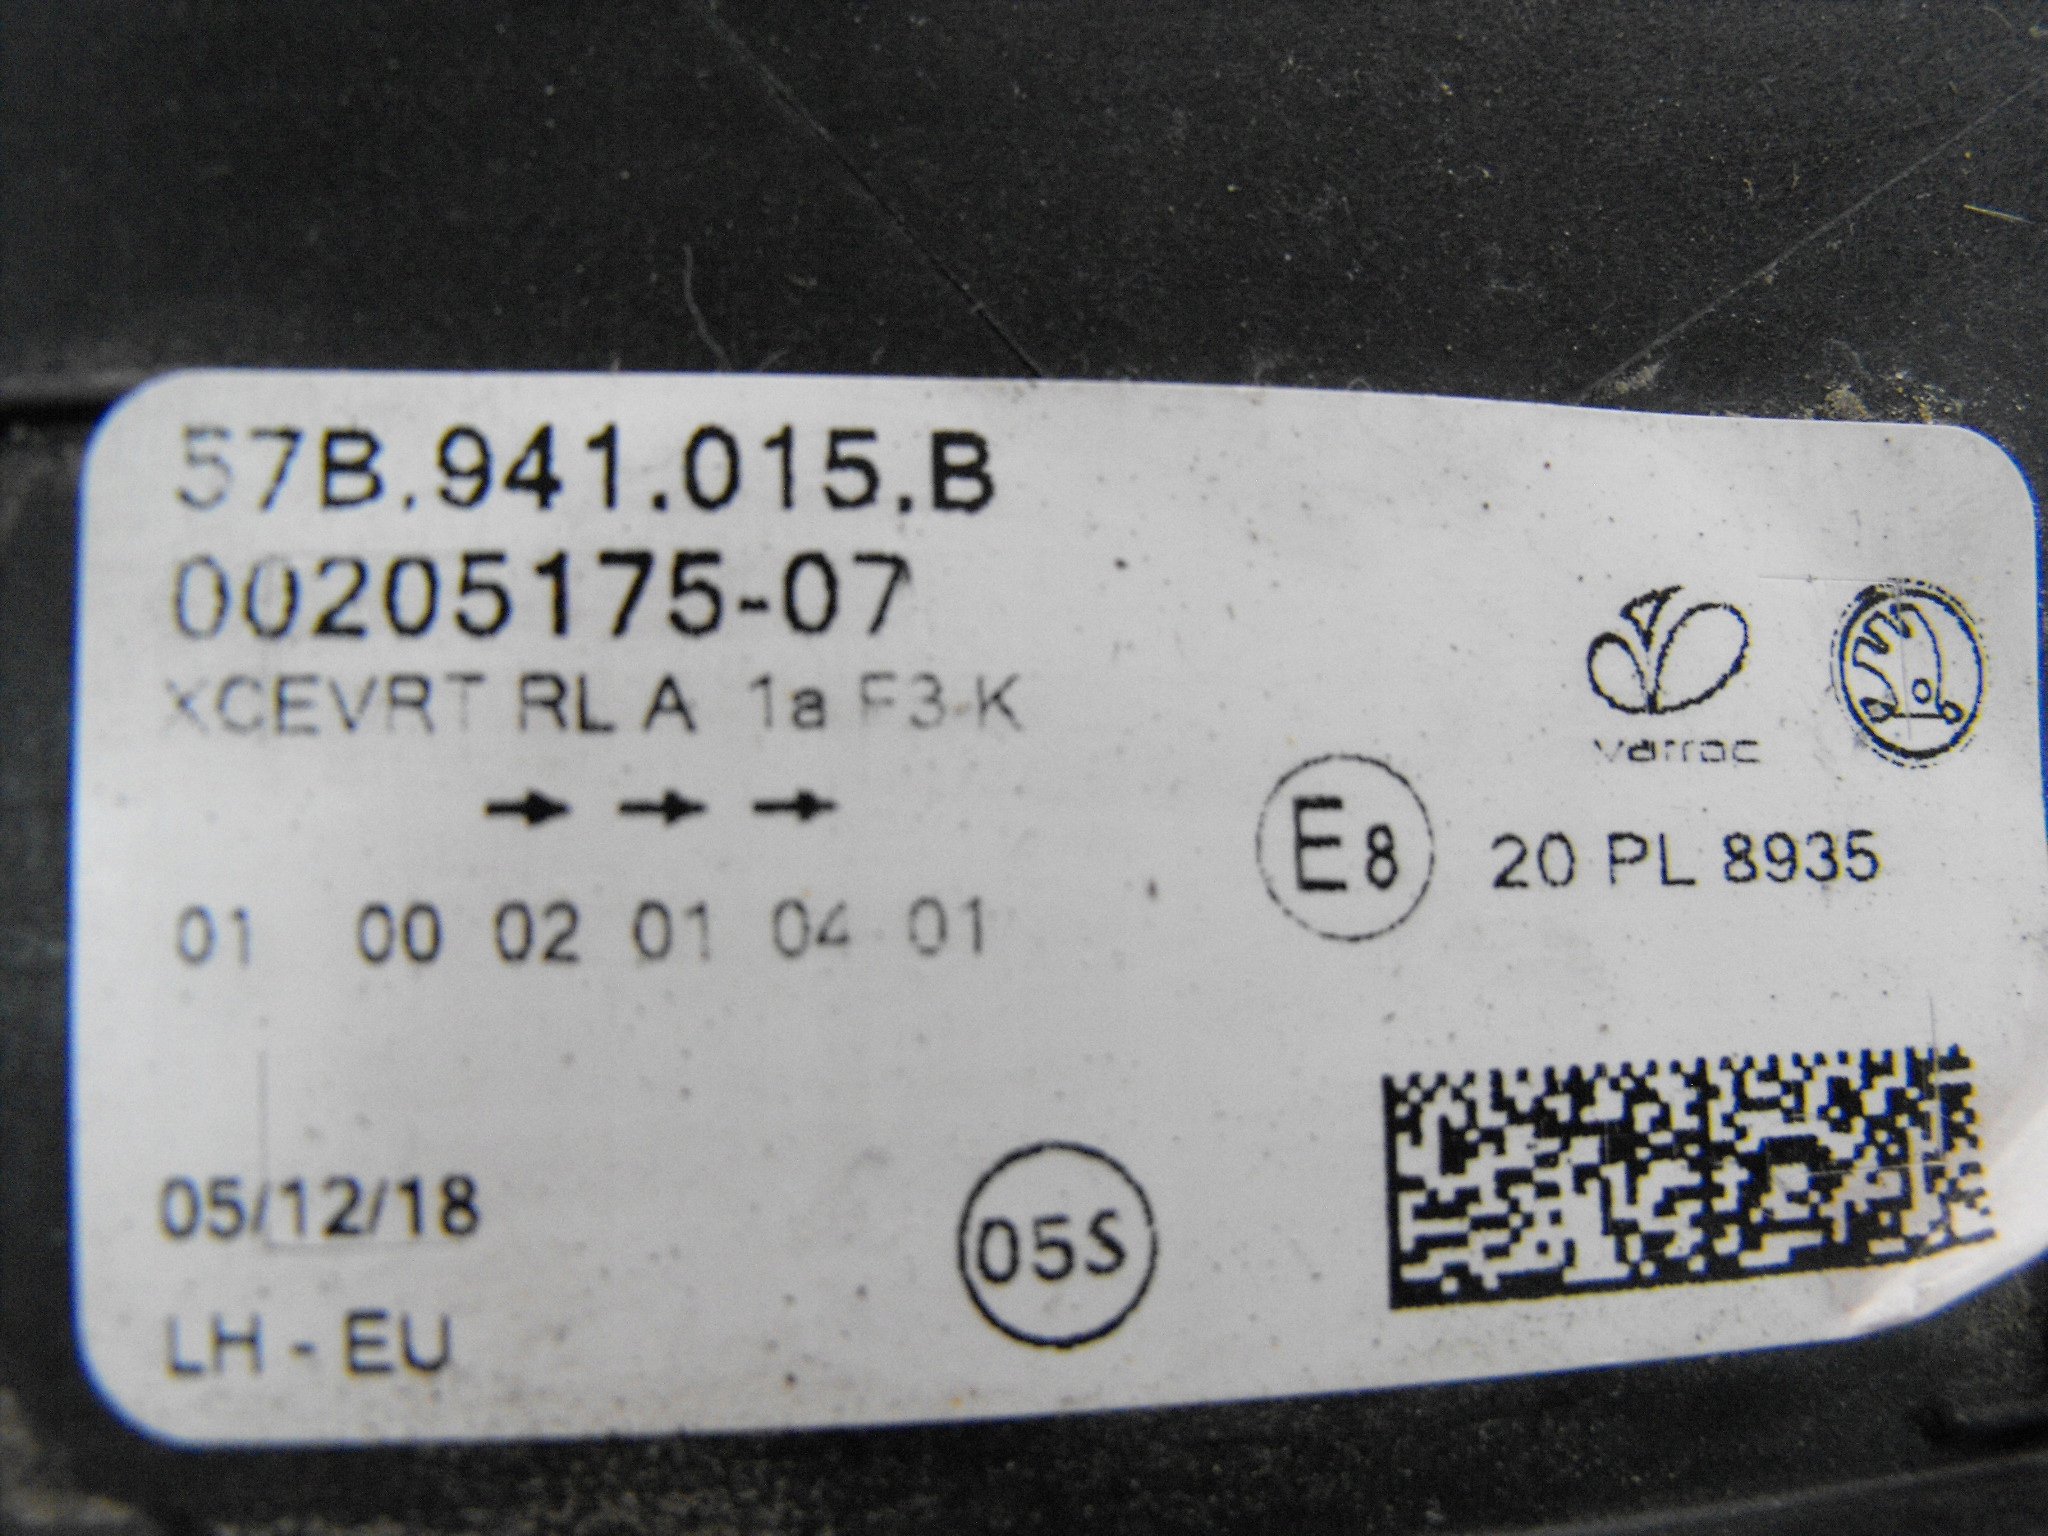 57B.941.015.B
00205175-07
XCEVRT RL A 1a F3-K
→ → →
01 00 02 01 04 01
varroc
E8 20 PL 8935
05/12/18
LH - EU
05S